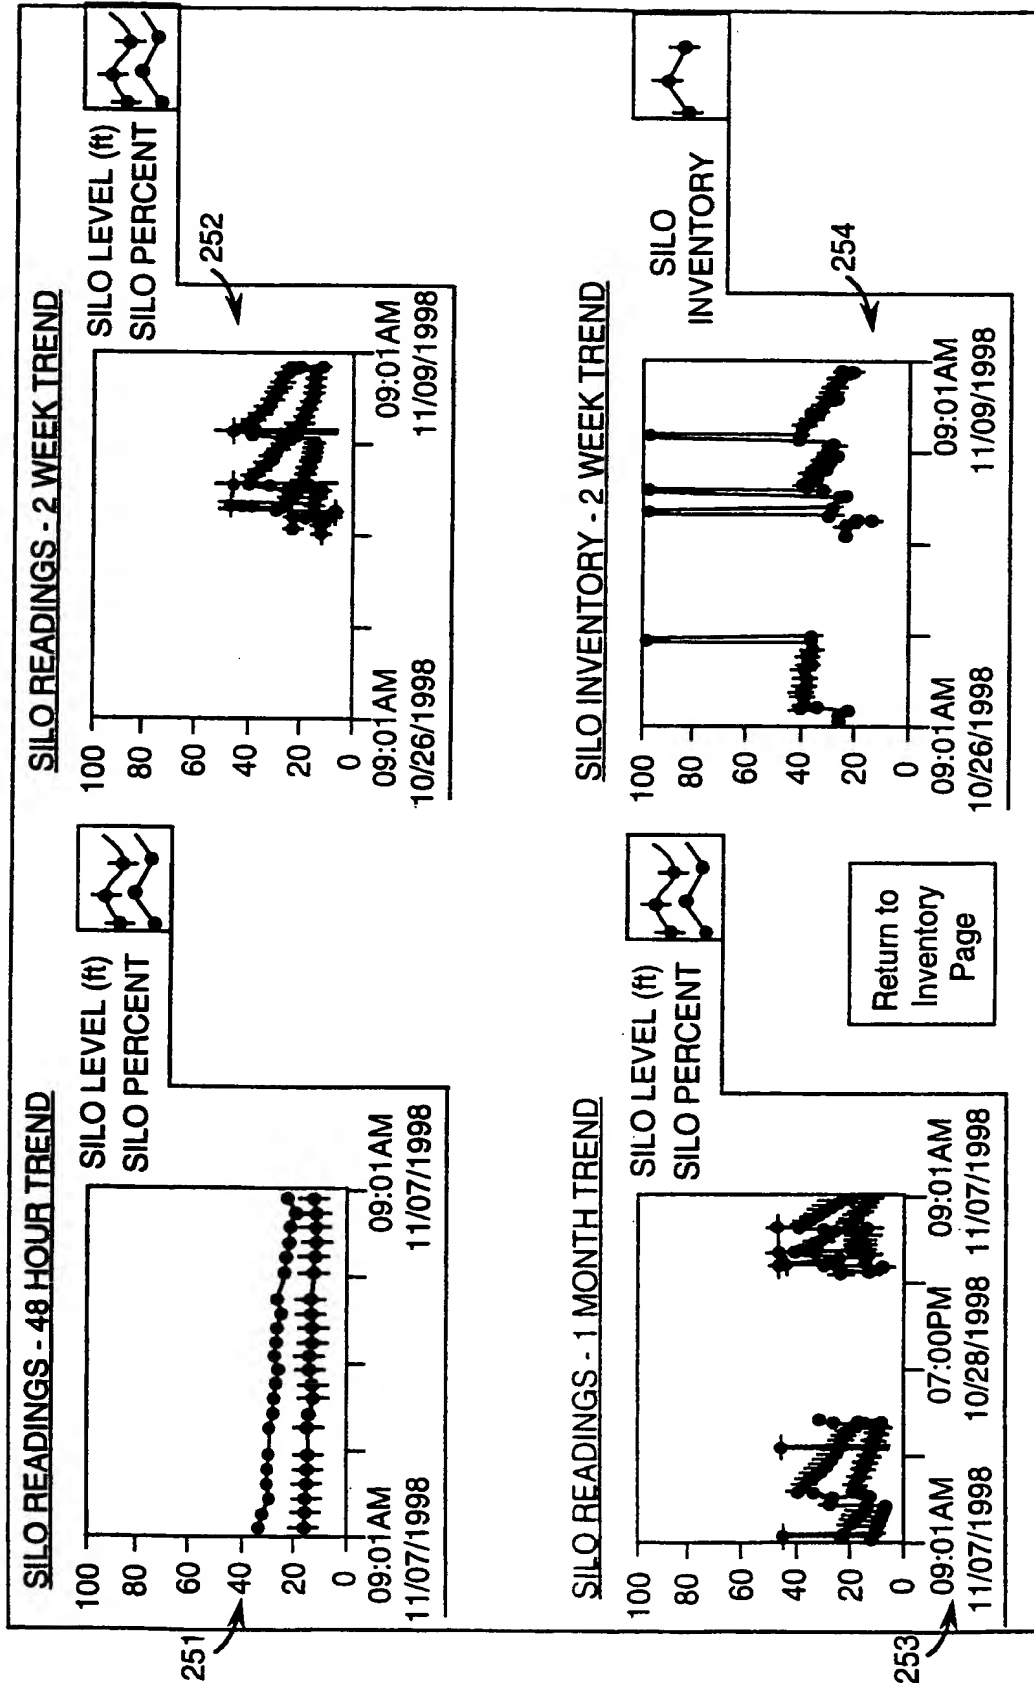 SILO READINGS - 48 HOUR TREND
SILO LEVEL (ft)
SILO PERCENT
100
80
60
40
20
0
09:01AM
11/07/1998
09:01AM
11/07/1998
251
SILO READINGS - 2 WEEK TREND
SILO LEVEL (ft)
SILO PERCENT
100
80
60
40
20
0
09:01AM
10/26/1998
09:01AM
11/09/1998
252
SILO READINGS - 1 MONTH TREND
SILO LEVEL (ft)
SILO PERCENT
100
80
60
40
20
0
09:01AM
11/07/1998
07:00PM
10/28/1998
09:01AM
11/07/1998
253
Return to
Inventory
Page
SILO INVENTORY - 2 WEEK TREND
SILO
INVENTORY
100
80
60
40
20
0
09:01AM
10/26/1998
09:01AM
11/09/1998
254